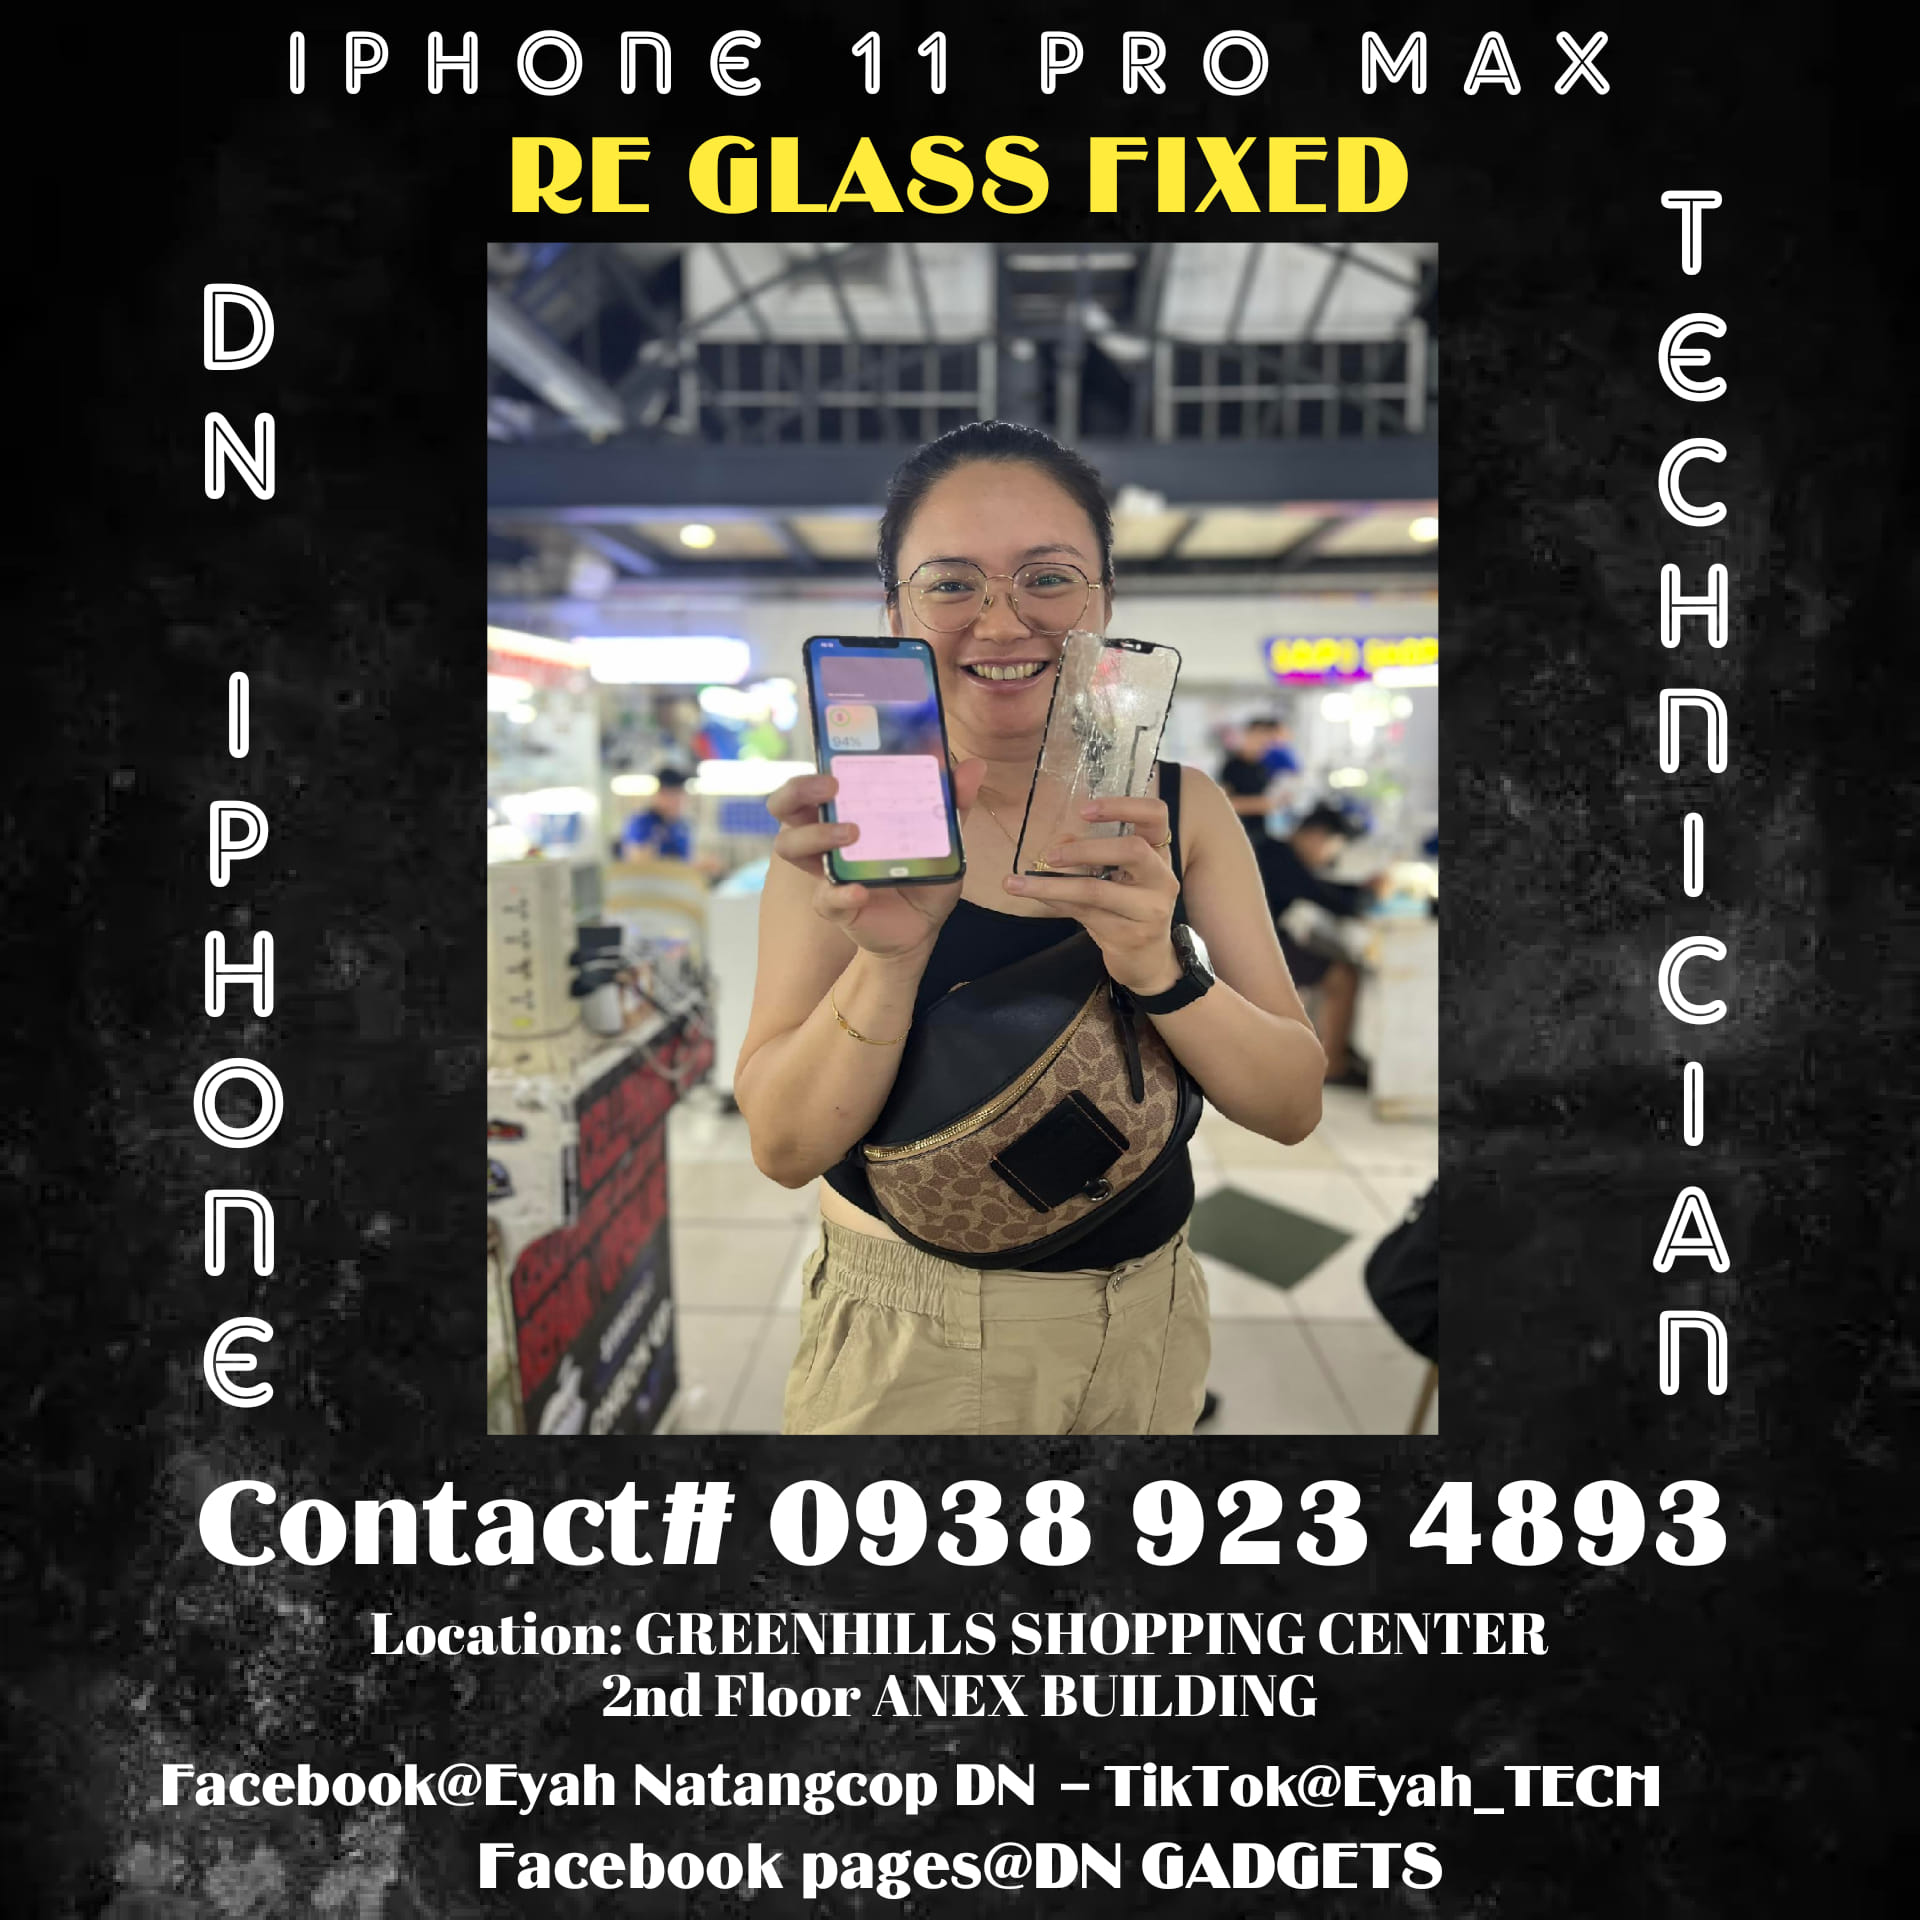 IPHONE 11 PRO MAX
RE GLASS FIXED
DN IPHONE
TECHNICIAN
94%
Contact# 0938 923 4893
Location: GREENHILLS SHOPPING CENTER
2nd Floor ANEX BUILDING
Facebook@Eyah Natangcop DN – TikTok@Eyah_TECH
Facebook pages@DN GADGETS